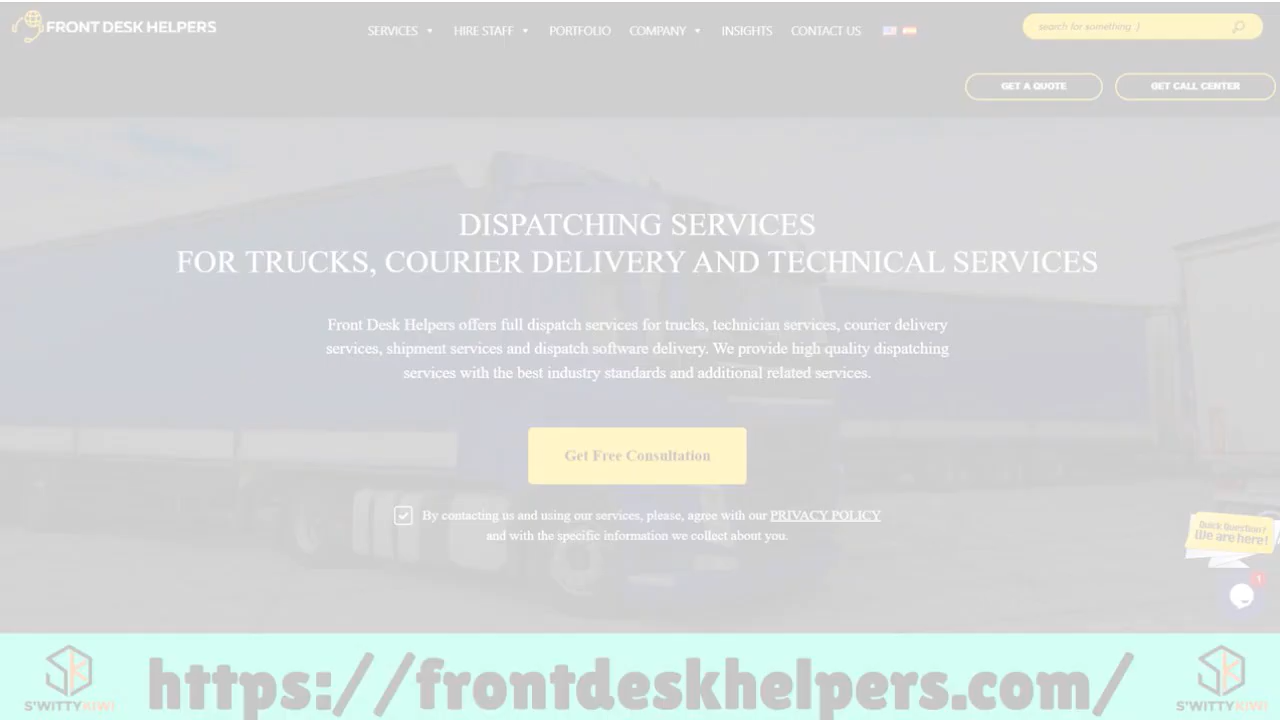 FRONT DESK HELPERS
SERVICES HIRE STAFF PORTFOLIO COMPANY INSIGHTS CONTACT US
search for something :)
GET A QUOTE
GET CALL CENTER
DISPATCHING SERVICES
FOR TRUCKS, COURIER DELIVERY AND TECHNICAL SERVICES
Front Desk Helpers offers full dispatch services for trucks, technician services, courier delivery
services, shipment services and dispatch software delivery. We provide high quality dispatching
services with the best industry standards and additional related services.
Get Free Consultation
By contacting us and using our services, please, agree with our PRIVACY POLICY
and with the specific information we collect about you.
Quick Question?
We are here!
1
https://frontdeskhelpers.com/
S'WITTYKIWI
S'WITTYKIWI